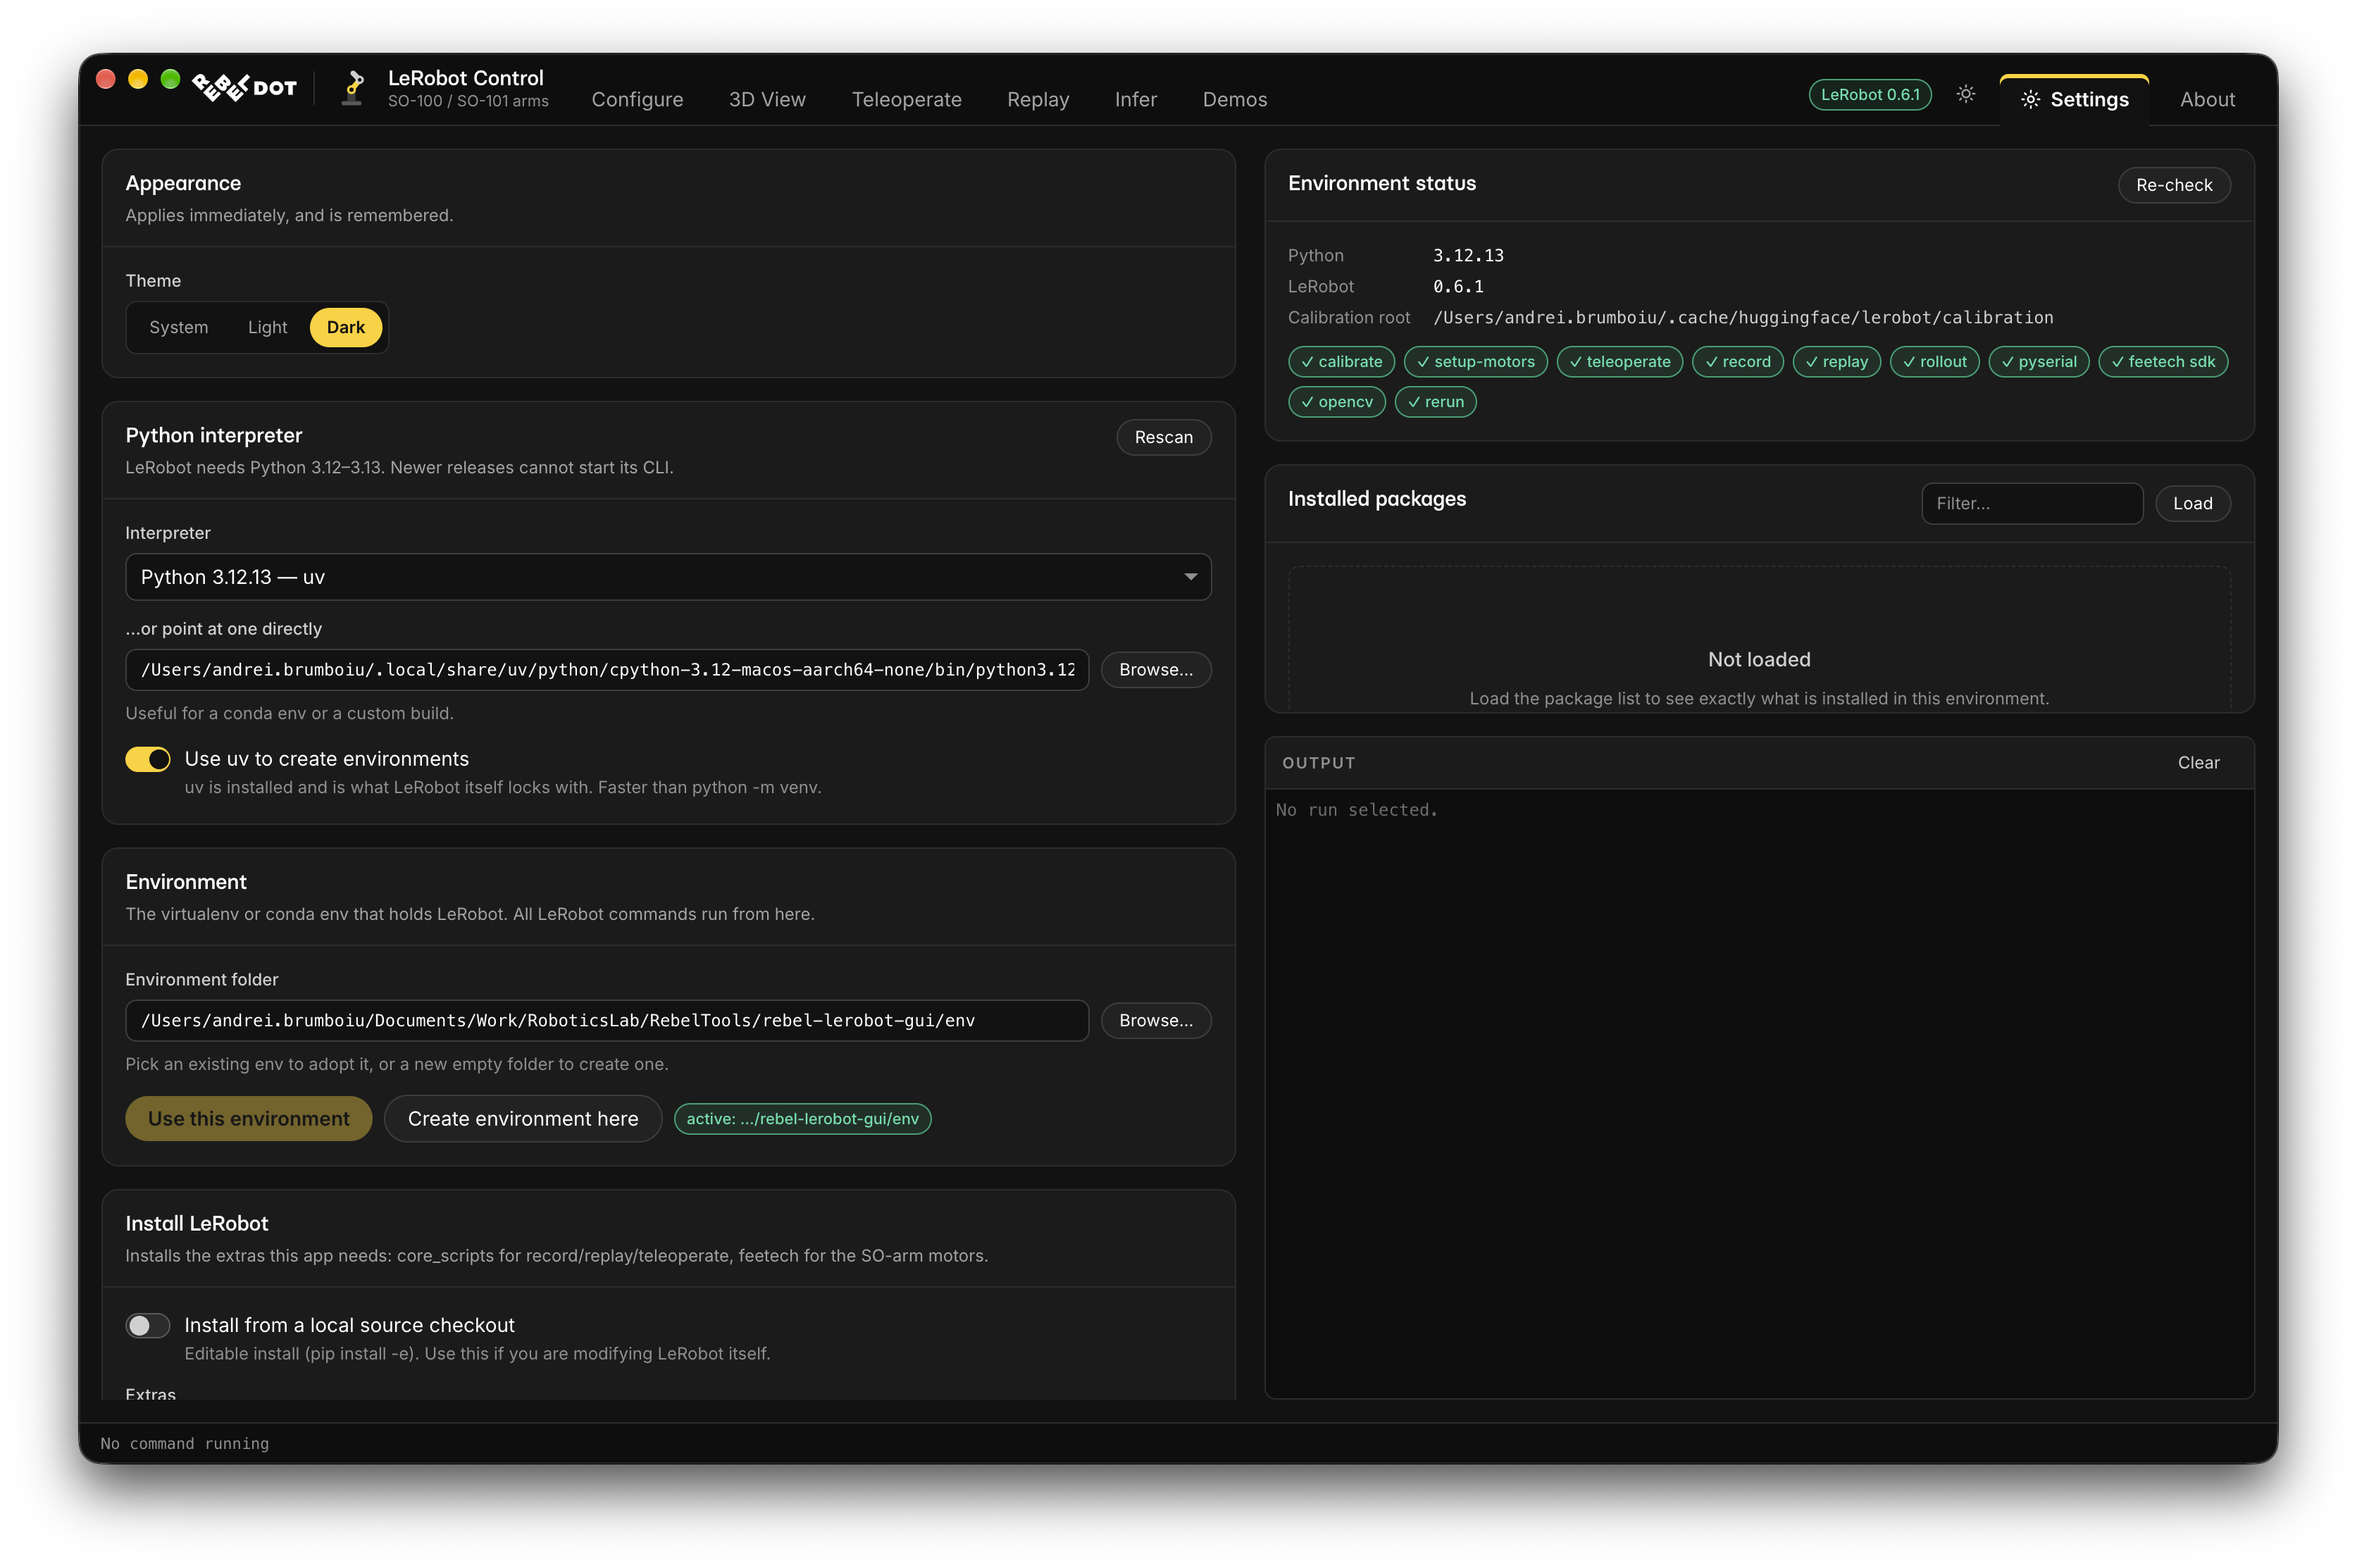 REBEL DOT
LeRobot Control
SO-100 / SO-101 arms
Configure
3D View
Teleoperate
Replay
Infer
Demos
LeRobot 0.6.1
Settings
About
Appearance
Applies immediately, and is remembered.
Theme
System
Light
Dark
Python interpreter
Rescan
LeRobot needs Python 3.12–3.13. Newer releases cannot start its CLI.
Interpreter
Python 3.12.13 — uv
...or point at one directly
/Users/andrei.brumboiu/.local/share/uv/python/cpython-3.12-macos-aarch64-none/bin/python3.12
Browse...
Useful for a conda env or a custom build.
Use uv to create environments
uv is installed and is what LeRobot itself locks with. Faster than python -m venv.
Environment
The virtualenv or conda env that holds LeRobot. All LeRobot commands run from here.
Environment folder
/Users/andrei.brumboiu/Documents/Work/RoboticsLab/RebelTools/rebel-lerobot-gui/env
Browse...
Pick an existing env to adopt it, or a new empty folder to create one.
Use this environment
Create environment here
active: .../rebel-lerobot-gui/env
Install LeRobot
Installs the extras this app needs: core_scripts for record/replay/teleoperate, feetech for the SO-arm motors.
Install from a local source checkout
Editable install (pip install -e). Use this if you are modifying LeRobot itself.
Extras
Environment status
Re-check
Python 3.12.13
LeRobot 0.6.1
Calibration root /Users/andrei.brumboiu/.cache/huggingface/lerobot/calibration
✓ calibrate
✓ setup-motors
✓ teleoperate
✓ record
✓ replay
✓ rollout
✓ pyserial
✓ feetech sdk
✓ opencv
✓ rerun
Installed packages
Filter...
Load
Not loaded
Load the package list to see exactly what is installed in this environment.
OUTPUT
Clear
No run selected.
No command running